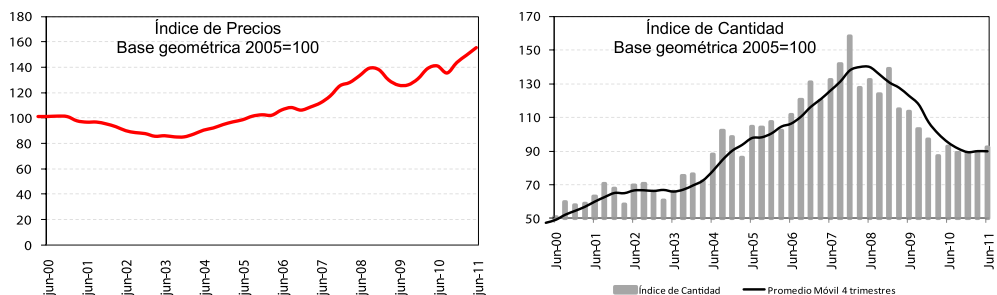 Índice de Precios
Base geométrica 2005=100
180
160
140
120
100
80
60
40
20
0
jun-00
jun-01
jun-02
jun-03
jun-04
jun-05
jun-06
jun-07
jun-08
jun-09
jun-10
jun-11
Índice de Cantidad
Base geométrica 2005=100
170
150
130
110
90
70
50
Jun-00
Jun-01
Jun-02
Jun-03
Jun-04
Jun-05
Jun-06
Jun-07
Jun-08
Jun-09
Jun-10
Jun-11
Índice de Cantidad
Promedio Móvil 4 trimestres